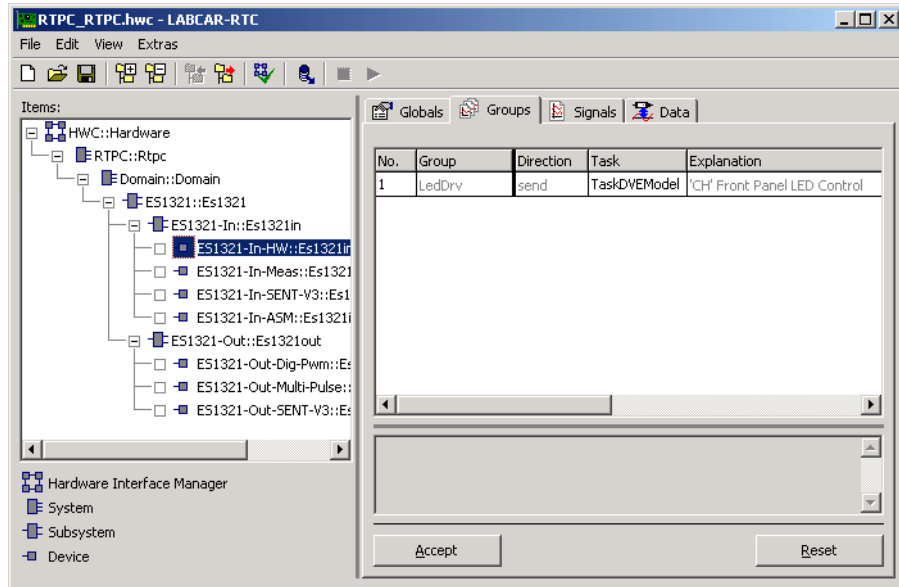 RTPC_RTPC.hwc - LABCAR-RTC
File Edit View Extras
Items:
HWC::Hardware
RTPC::Rtpc
Domain::Domain
ES1321::Es1321
ES1321-In::Es1321in
ES1321-In-HW::Es1321ir
ES1321-In-Meas::Es1321
ES1321-In-SENT-V3::Es1
ES1321-In-ASM::Es1321i
ES1321-Out::Es1321out
ES1321-Out-Dig-Pwm::Es
ES1321-Out-Multi-Pulse::
ES1321-Out-SENT-V3::Es
Hardware Interface Manager
System
Subsystem
Device
Globals Groups Signals Data
No. Group Direction Task Explanation
1 LedDrv send TaskDVEModel 'CH' Front Panel LED Control
Accept Reset